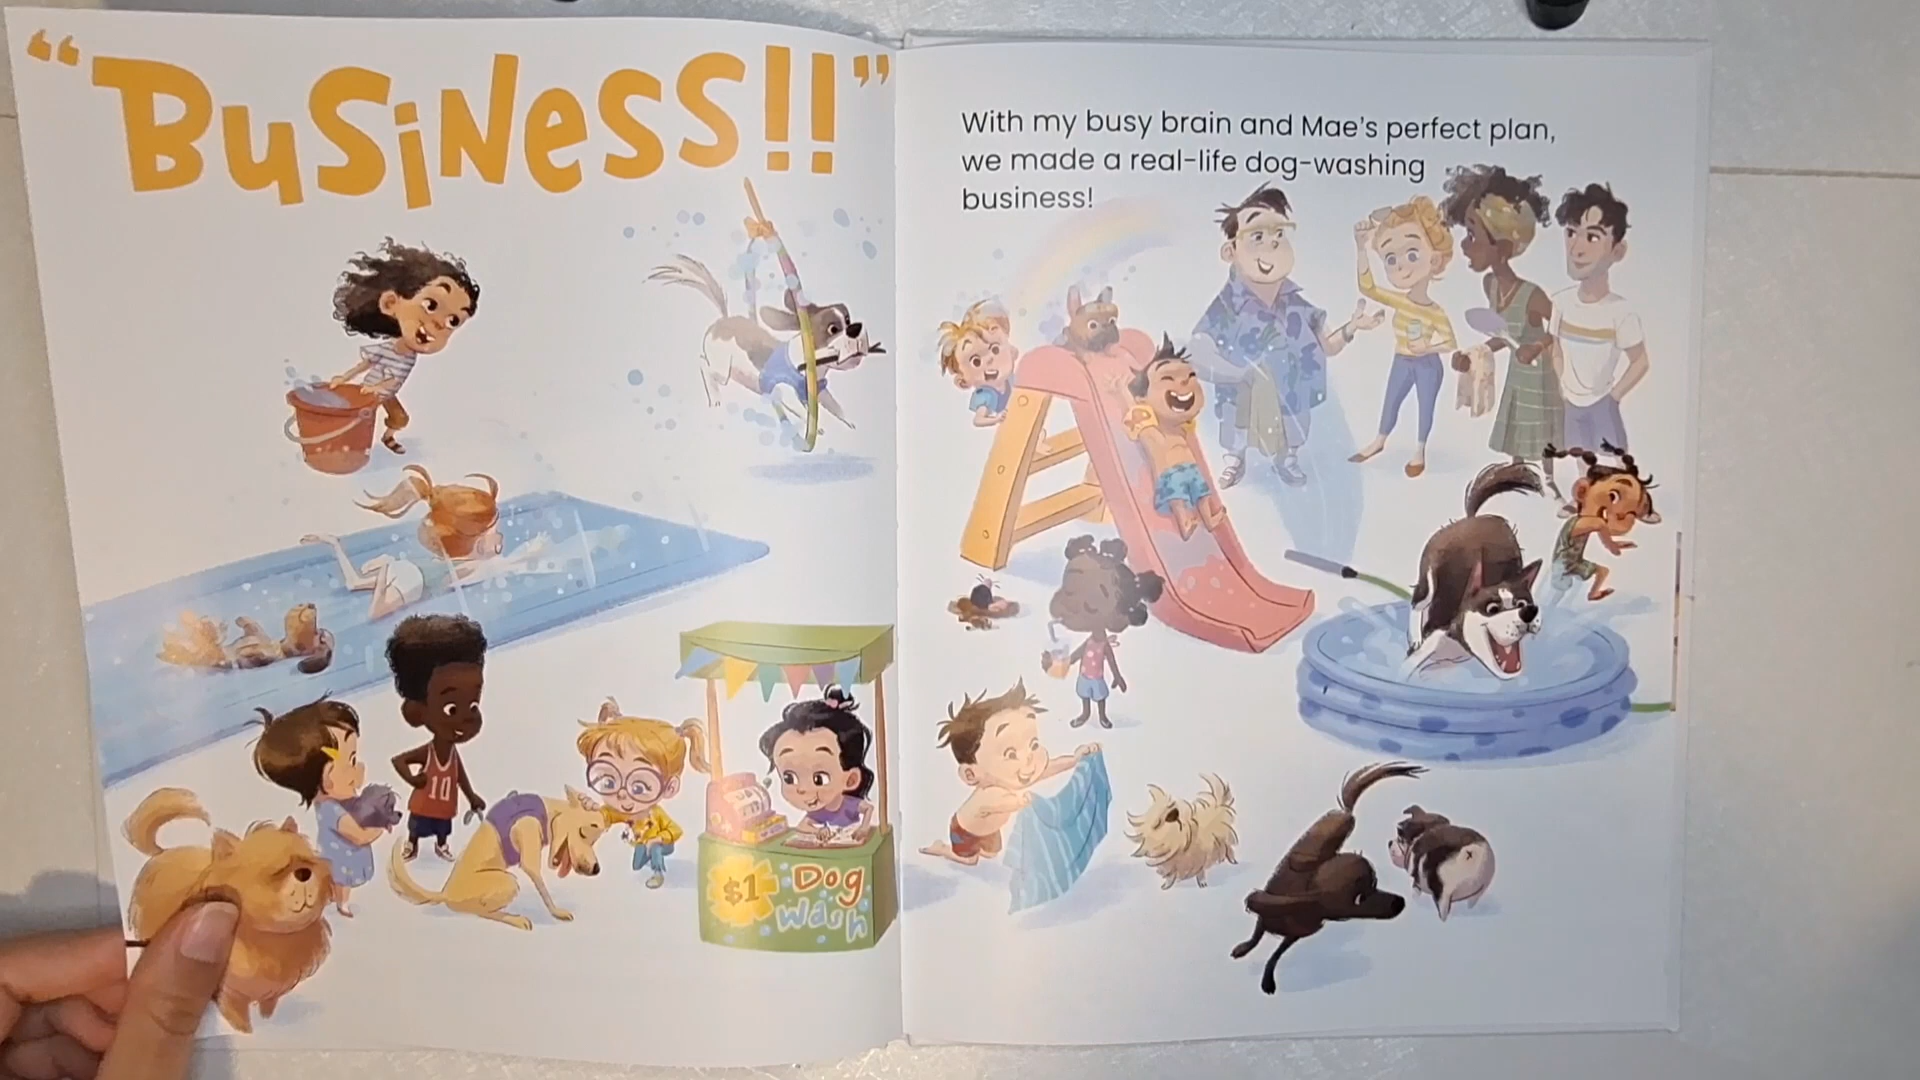 “BUSiNeSS!!”
With my busy brain and Mae's perfect plan,
we made a real-life dog-washing
business!
10
$1
Dog
Wash